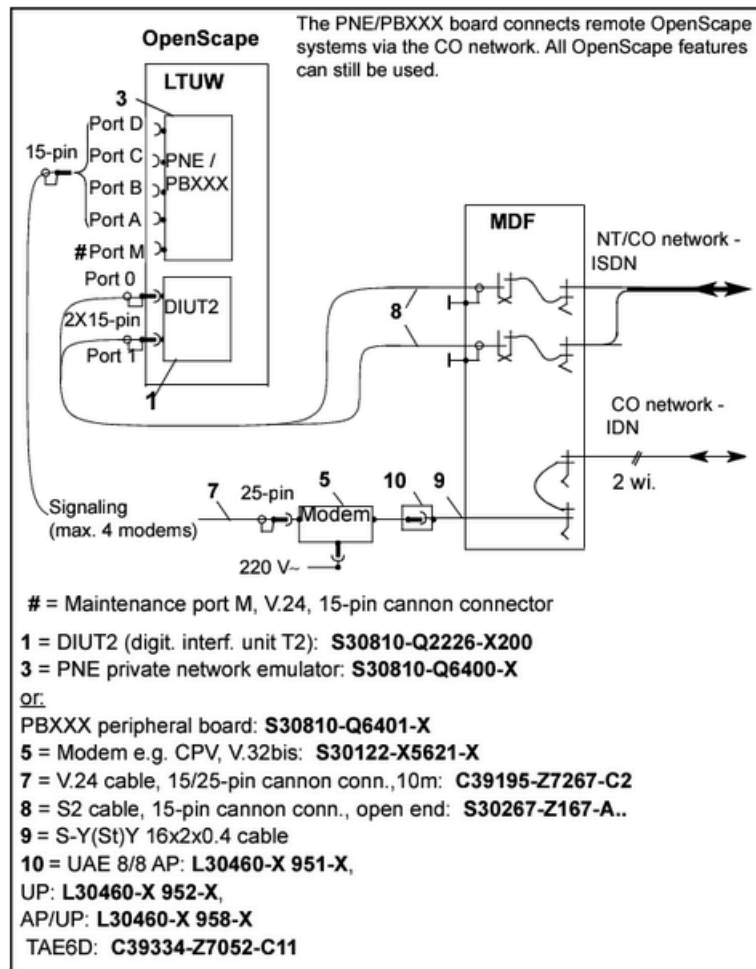 The PNE/PBXXX board connects remote OpenScape
systems via the CO network. All OpenScape features
can still be used.
OpenScape
LTUW
3
Port D
15-pin
Port C
PNE /
PBXXX
Port B
Port A
#Port M
MDF
NT/CO network -
ISDN
Port 0
DIUT2
2X15-pin
8
Port 1
1
CO network -
IDN
2 wi.
Signaling
(max. 4 modems)
7
25-pin
5
Modem
10
9
220 V~
# = Maintenance port M, V.24, 15-pin cannon connector
1 = DIUT2 (digit. interf. unit T2): S30810-Q2226-X200
3 = PNE private network emulator: S30810-Q6400-X
or:
PBXXX peripheral board: S30810-Q6401-X
5 = Modem e.g. CPV, V.32bis: S30122-X5621-X
7 = V.24 cable, 15/25-pin cannon conn.,10m: C39195-Z7267-C2
8 = S2 cable, 15-pin cannon conn., open end: S30267-Z167-A..
9 = S-Y(St)Y 16x2x0.4 cable
10 = UAE 8/8 AP: L30460-X 951-X,
UP: L30460-X 952-X,
AP/UP: L30460-X 958-X
TAE6D: C39334-Z7052-C11